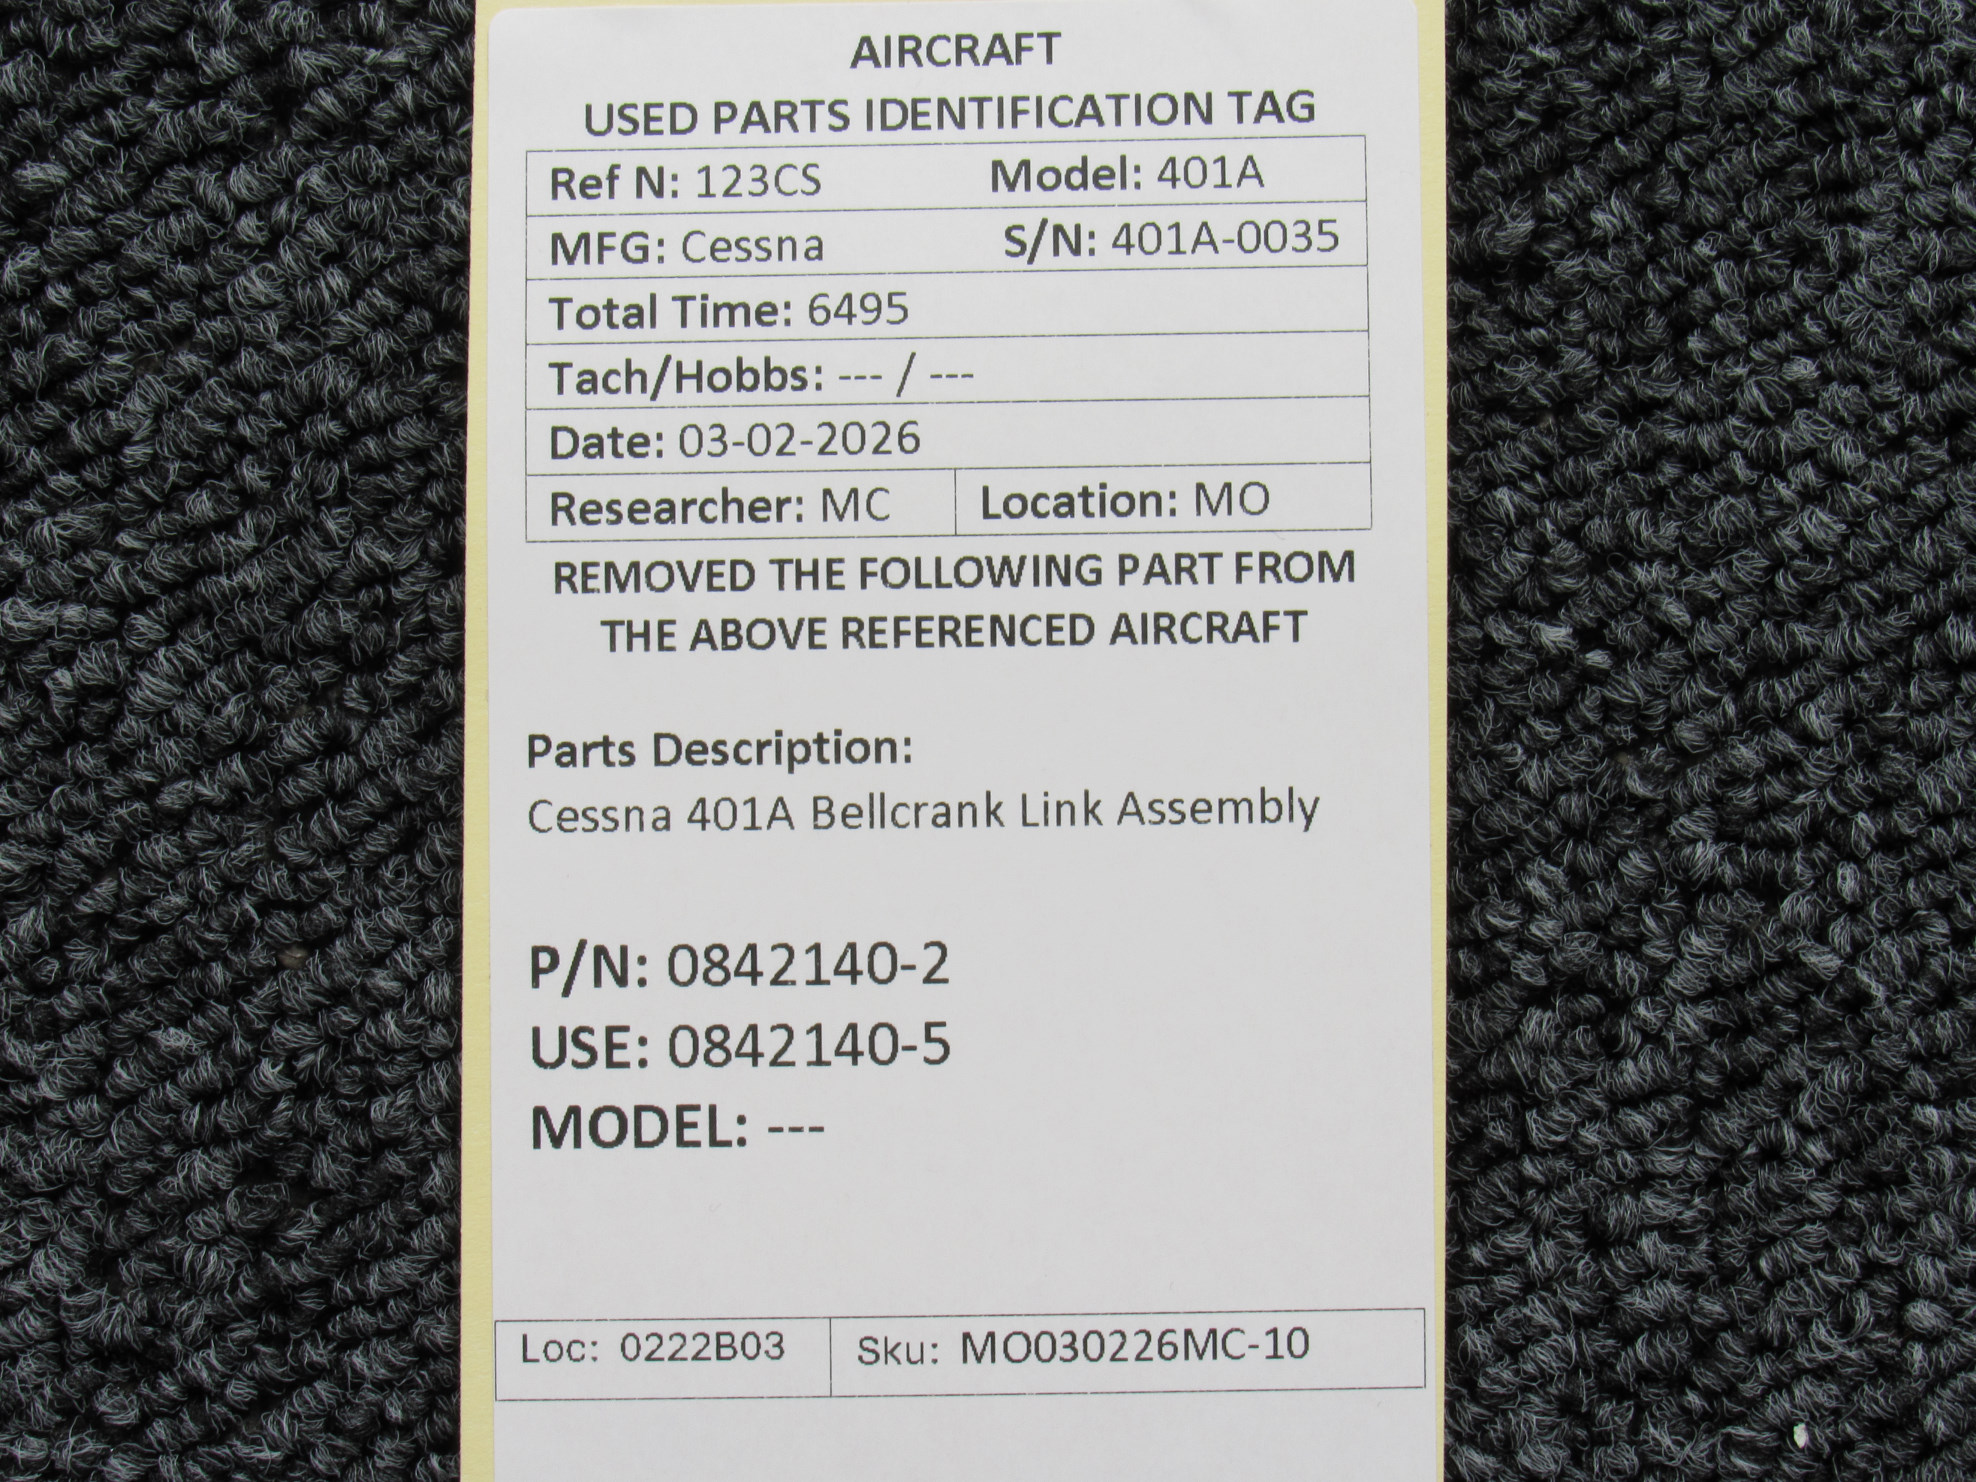 AIRCRAFT
USED PARTS IDENTIFICATION TAG
Ref N: 123CS Model: 401A
MFG: Cessna S/N: 401A-0035
Total Time: 6495
Tach/Hobbs: --- / ---
Date: 03-02-2026
Researcher: MC Location: MO
REMOVED THE FOLLOWING PART FROM
THE ABOVE REFERENCED AIRCRAFT
Parts Description:
Cessna 401A Bellcrank Link Assembly
P/N: 0842140-2
USE: 0842140-5
MODEL: ---
Loc: 0222B03 Sku: MO030226MC-10